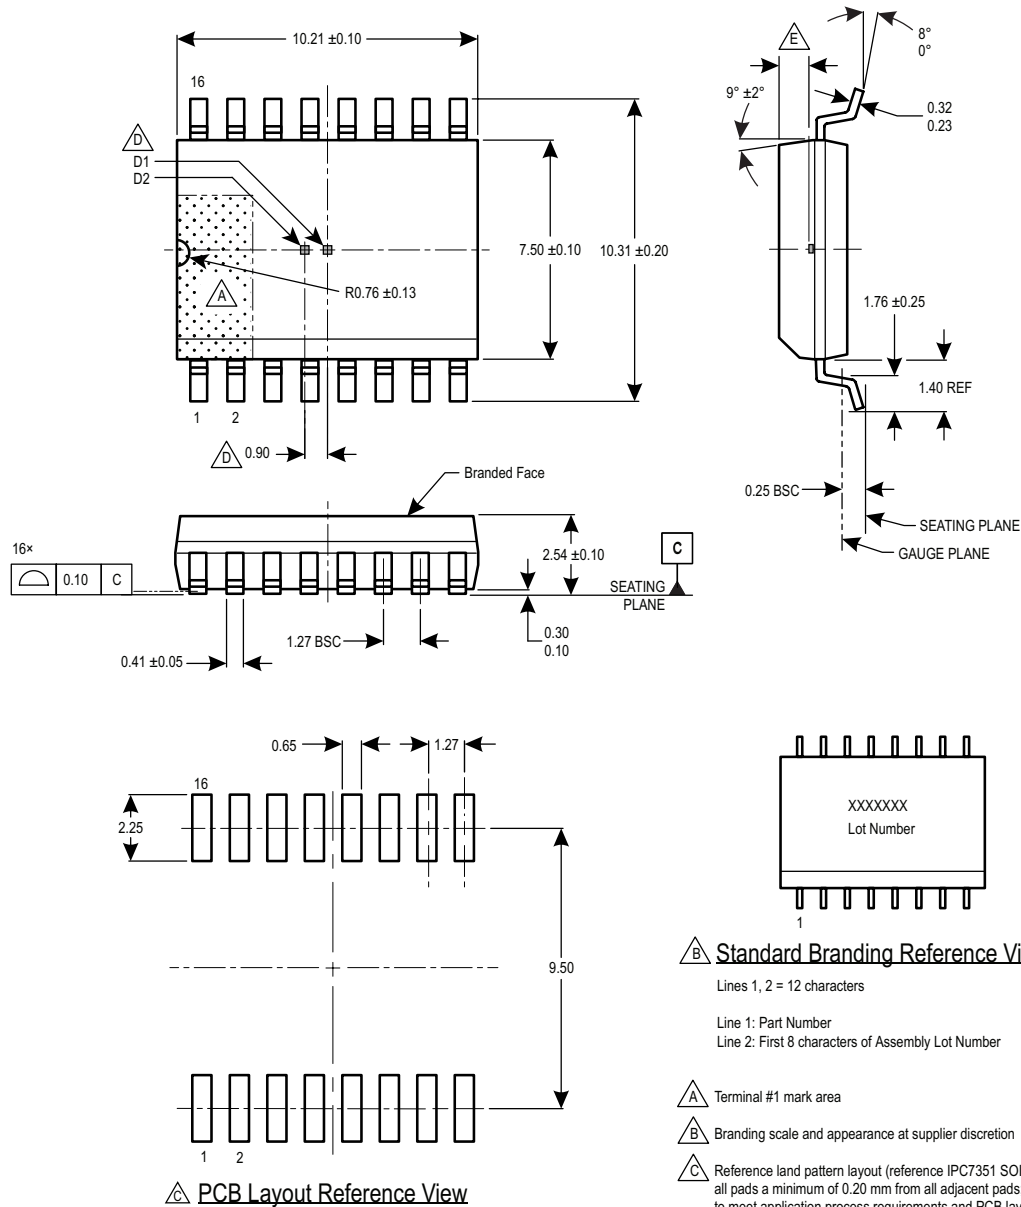 10.21 ±0.10
16
D
D1
D2
A
R0.76 ±0.13
7.50 ±0.10
10.31 ±0.20
1
2
D
0.90
E
8°
0°
9° ±2°
0.32
0.23
1.76 ±0.25
1.40 REF
0.25 BSC
SEATING PLANE
GAUGE PLANE
Branded Face
16×
0.10
C
2.54 ±0.10
C
SEATING
PLANE
0.30
0.10
1.27 BSC
0.41 ±0.05
0.65
1.27
16
2.25
9.50
1
2
C PCB Layout Reference View
XXXXXXX
Lot Number
1
B Standard Branding Reference
Lines 1, 2 = 12 characters
Line 1: Part Number
Line 2: First 8 characters of Assembly Lot Number
A Terminal #1 mark area
B Branding scale and appearance at supplier discretion
C Reference land pattern layout (reference IPC7351
all pads a minimum of 0.20 mm from all adjacent pads